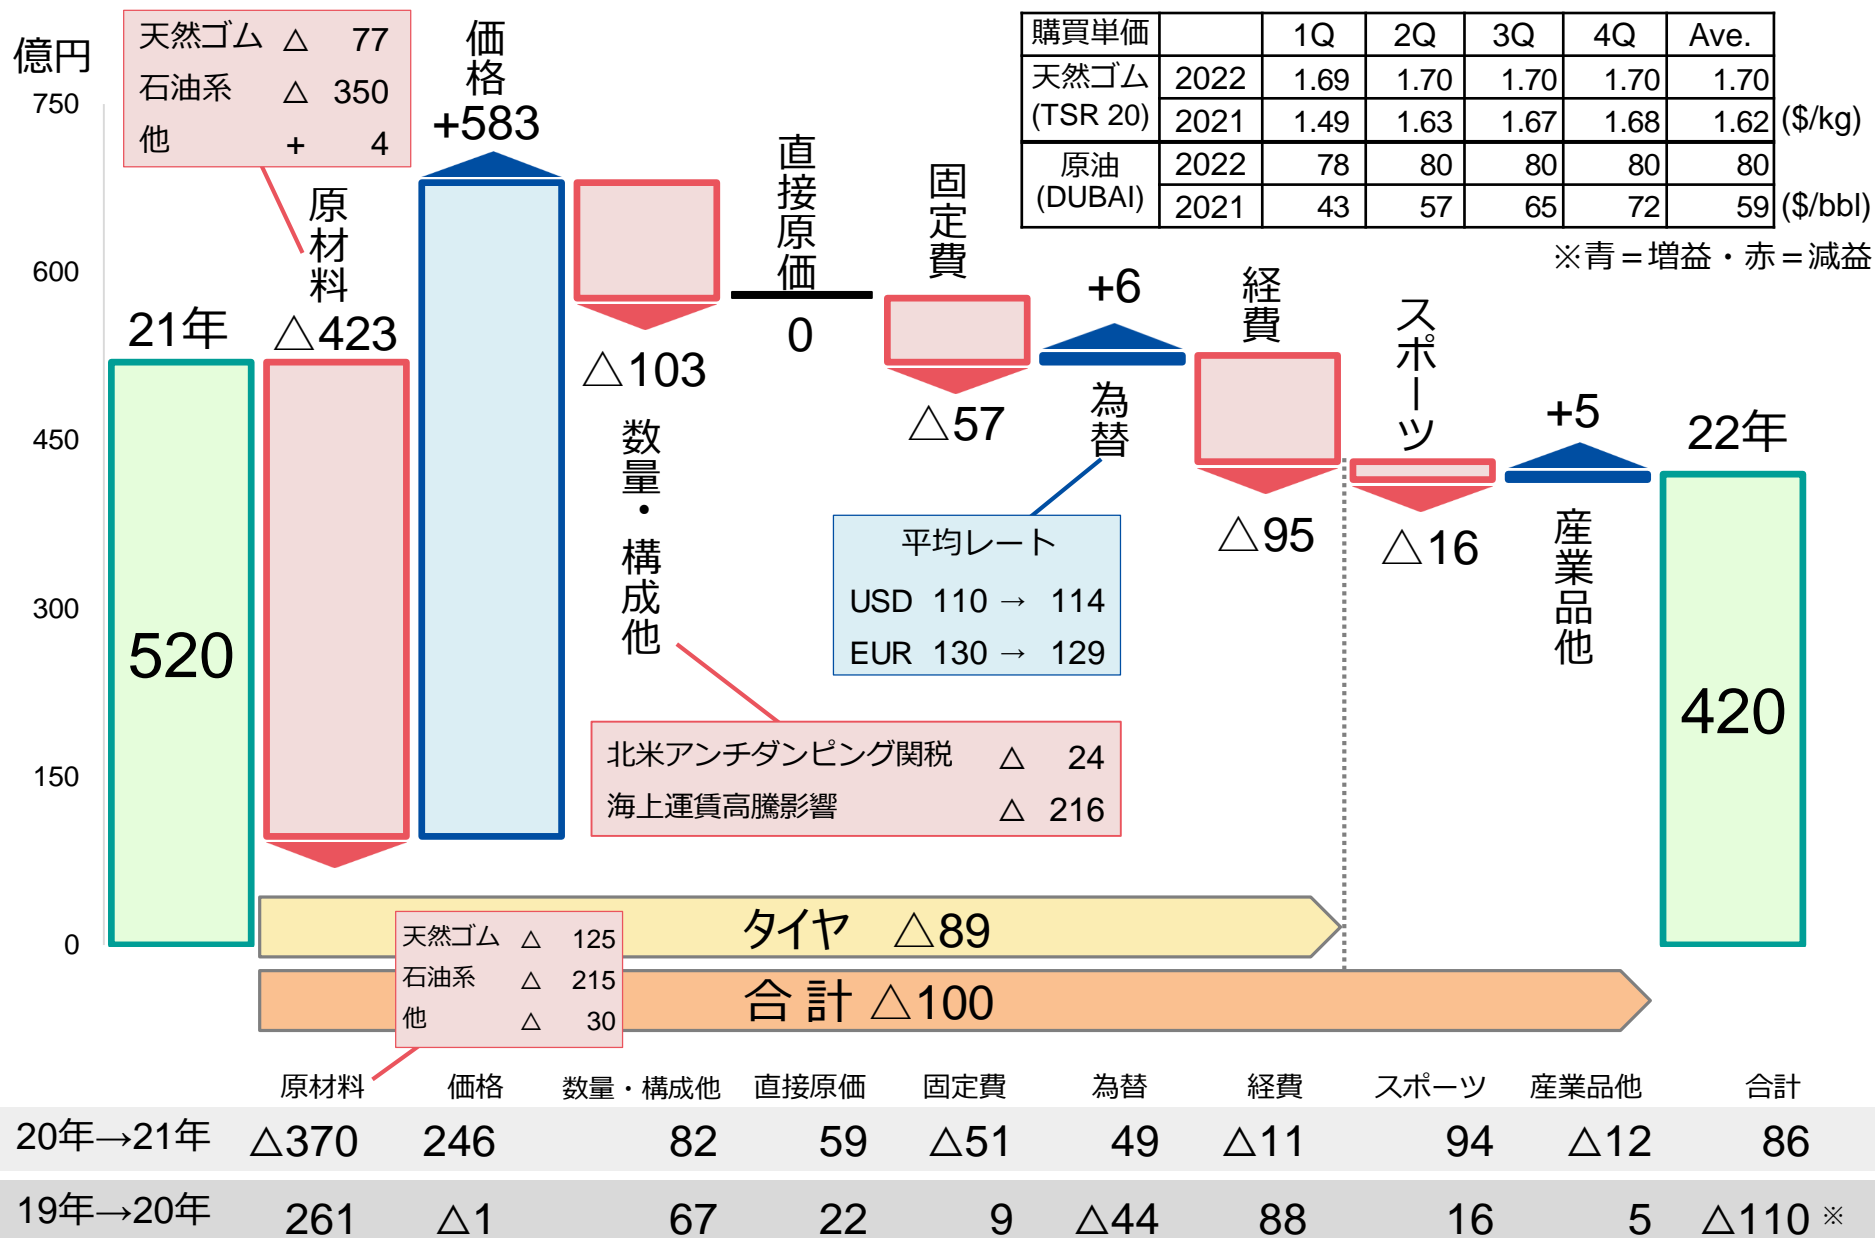 億円
750
600
450
300
150
0
天然ゴム △ 77
石油系 △ 350
他 + 4
21年
520
原材料
△423
価格
+583
△103
数量・構成他
北米アンチダンピング関税 △ 24
海上運賃高騰影響 △ 216
直接原価
0
固定費
△57
+6
為替
平均レート
USD 110 → 114
EUR 130 → 129
経費
△95
スポーツ
△16
+5
産業品他
22年
420
購買単価 1Q 2Q 3Q 4Q Ave.
天然ゴム 2022 1.69 1.70 1.70 1.70 1.70
(TSR 20) 2021 1.49 1.63 1.67 1.68 1.62 ($/kg)
原油 2022 78 80 80 80 80
(DUBAI) 2021 43 57 65 72 59 ($/bbl)
※青=増益・赤=減益
タイヤ △89
合計 △100
天然ゴム △ 125
石油系 △ 215
他 △ 30
原材料 価格 数量・構成他 直接原価 固定費 為替 経費 スポーツ 産業品他 合計
20年→21年 △370 246 82 59 △51 49 △11 94 △12 86
19年→20年 261 △1 67 22 9 △44 88 16 5 △110 ※